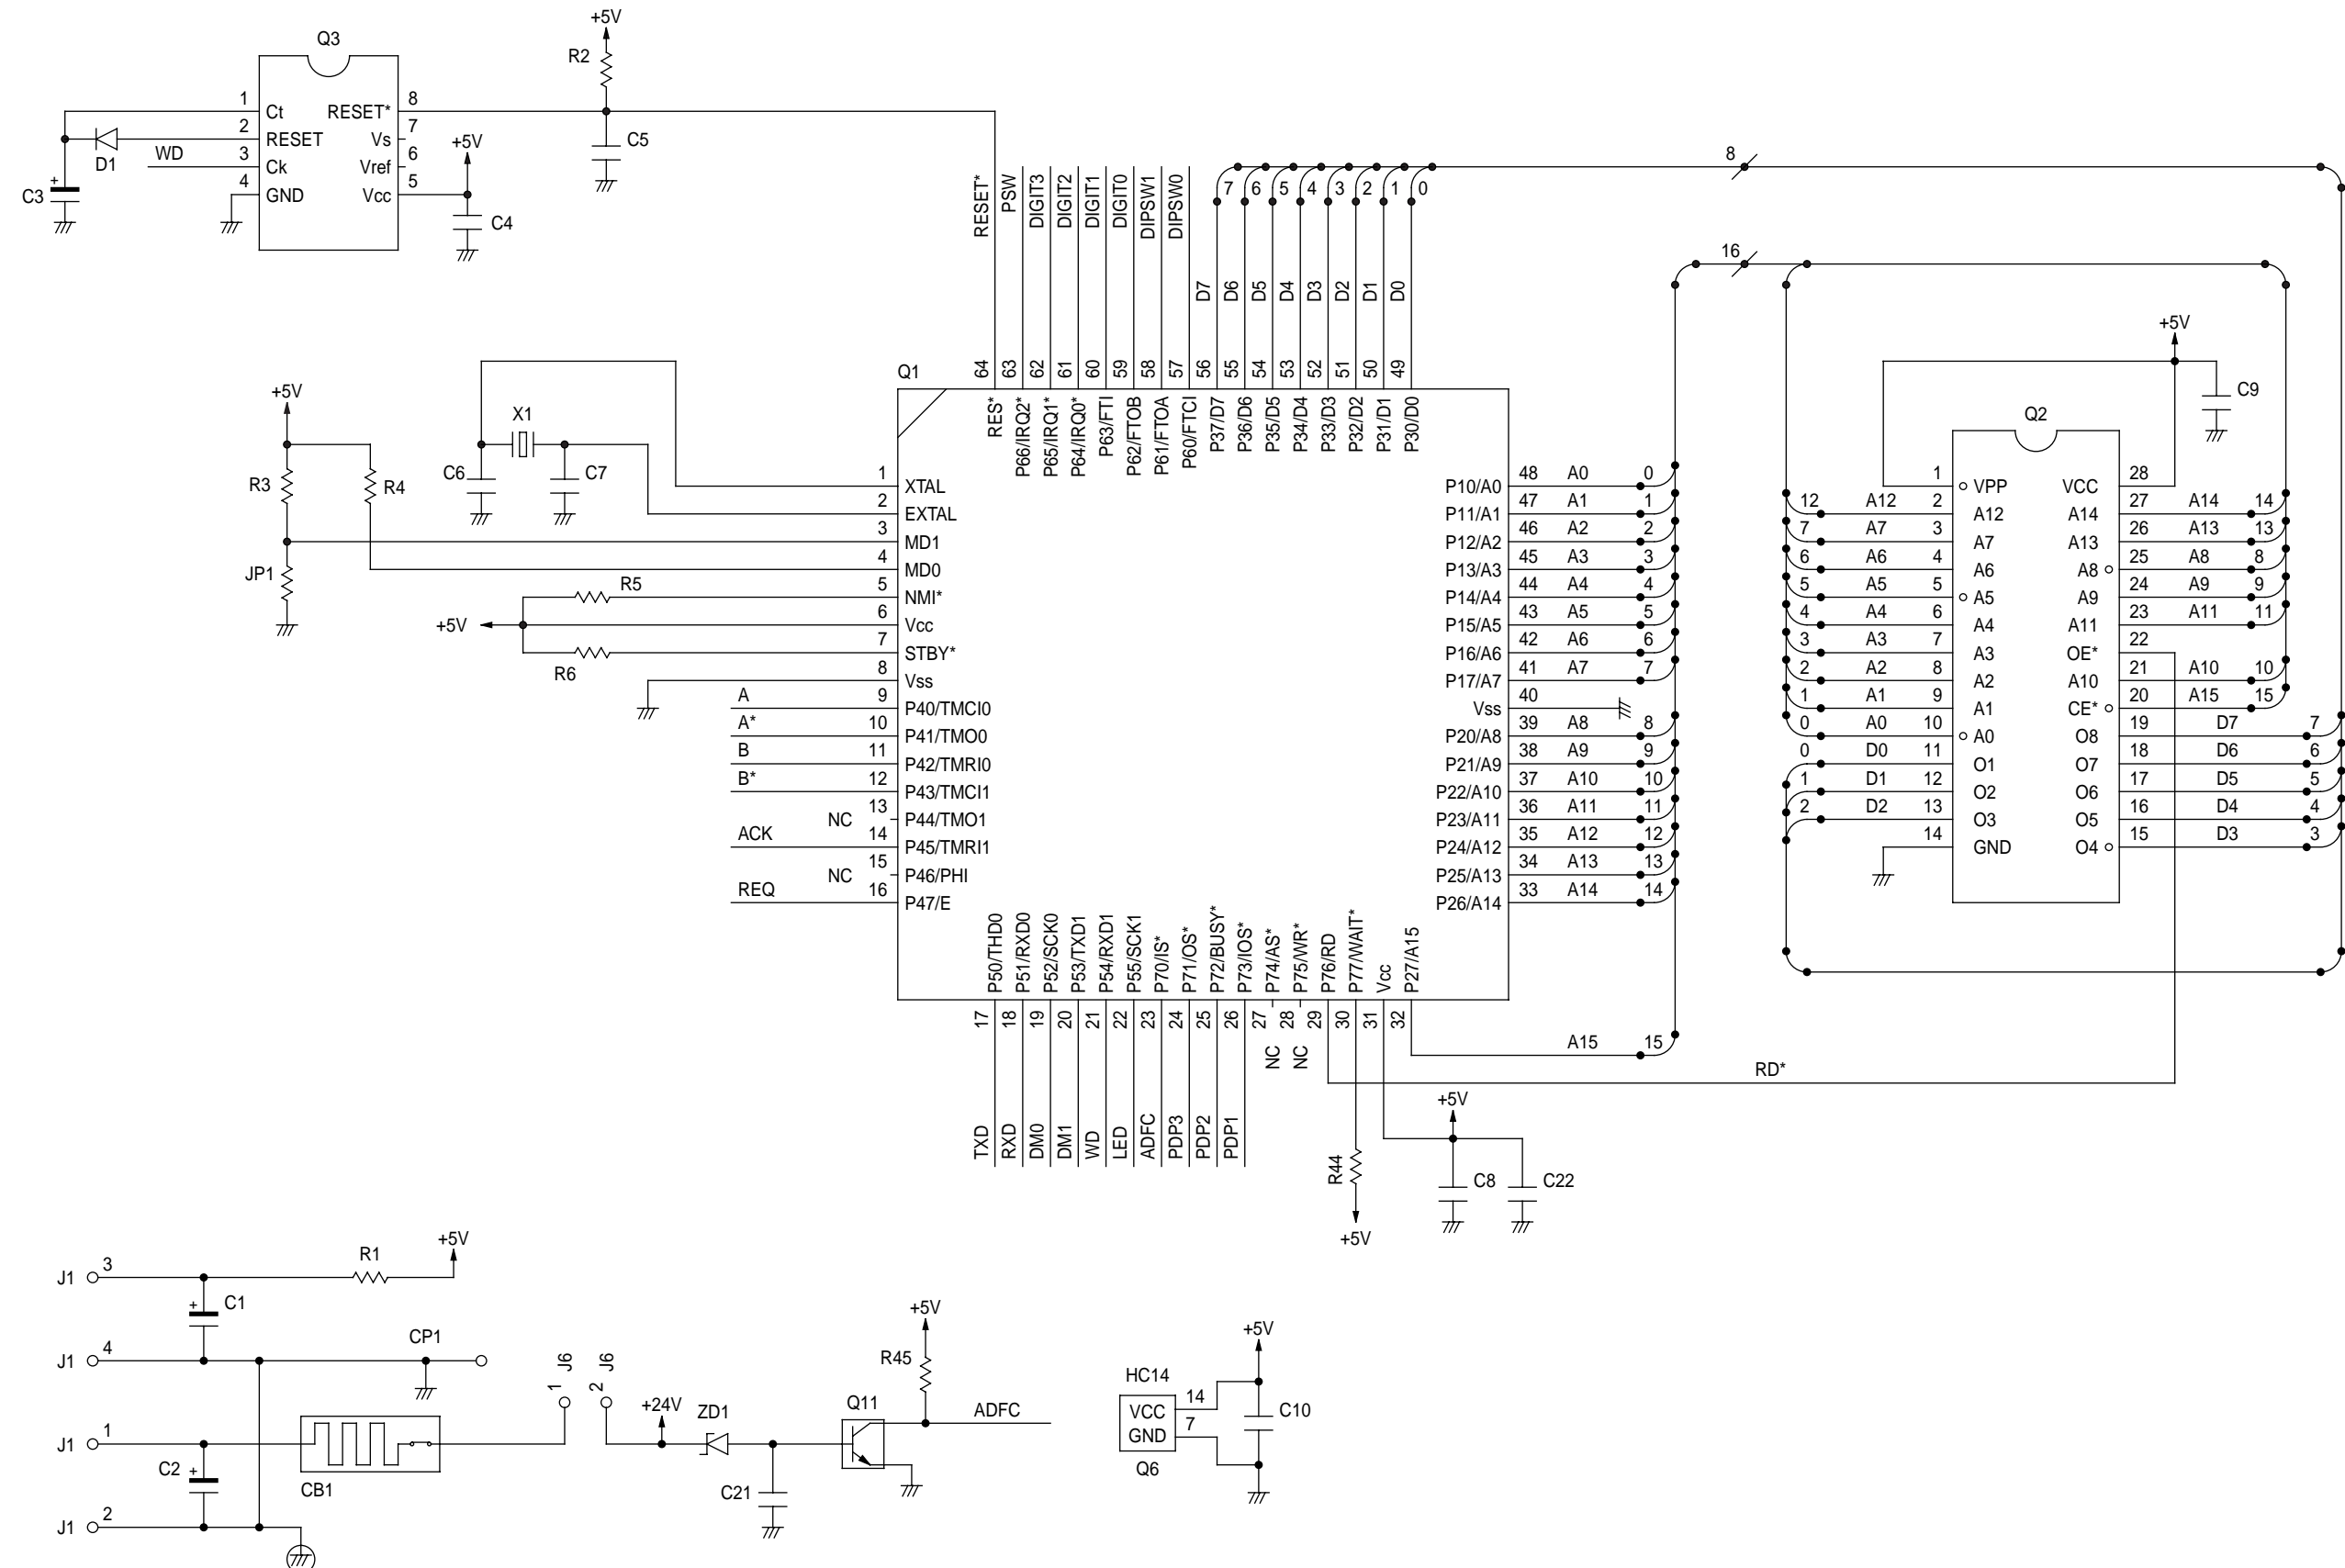 Q3
1 Ct
2 RESET
3 Ck
4 GND
RESET* 8
Vs 7
Vref 6
Vcc 5
D1
WD
C3
+
+5V
C4
+5V
R2
C5
RESET*
PSW
DIGIT3
DIGIT2
DIGIT1
DIGIT0
DIPSW1
DIPSW0
7 6 5 4 3 2 1 0
D7 D6 D5 D4 D3 D2 D1 D0
8
16
64 63 62 61 60 59 58 57 56 55 54 53 52 51 50 49
Q1
RES*
P66/IRQ2*
P65/IRQ1*
P64/IRQ0*
P63/FTI
P62/FTOB
P61/FTOA
P60/FTCI
P37/D7
P36/D6
P35/D5
P34/D4
P33/D3
P32/D2
P31/D1
P30/D0
+5V
R3
R4
JP1
X1
C6
C7
R5
+5V
R6
1 XTAL
2 EXTAL
3 MD1
4 MD0
5 NMI*
6 Vcc
7 STBY*
8 Vss
A 9 P40/TMCI0
A* 10 P41/TMO0
B 11 P42/TMRI0
B* 12 P43/TMCI1
NC 13 P44/TMO1
ACK 14 P45/TMRI1
NC 15 P46/PHI
REQ 16 P47/E
P10/A0 48 A0 0
P11/A1 47 A1 1
P12/A2 46 A2 2
P13/A3 45 A3 3
P14/A4 44 A4 4
P15/A5 43 A5 5
P16/A6 42 A6 6
P17/A7 41 A7 7
Vss 40
P20/A8 39 A8 8
P21/A9 38 A9 9
P22/A10 37 A10 10
P23/A11 36 A11 11
P24/A12 35 A12 12
P25/A13 34 A13 13
P26/A14 33 A14 14
P50/THD0
P51/RXD0
P52/SCK0
P53/TXD1
P54/RXD1
P55/SCK1
P70/IS*
P71/OS*
P72/BUSY*
P73/IOS*
P74/AS*
P75/WR*
P76/RD
P77/WAIT*
Vcc
P27/A15
17 18 19 20 21 22 23 24 25 26 27 28 29 30 31 32
NC NC
A15 15
RD*
TXD
RXD
DM0
DM1
WD
LED
ADFC
PDP3
PDP2
PDP1
R44
+5V
+5V
C8
C22
+5V
C9
Q2
1 VPP
12 A12 2 A12
7 A7 3 A7
6 A6 4 A6
5 A5 5 A5
4 A4 6 A4
3 A3 7 A3
2 A2 8 A2
1 A1 9 A1
0 A0 10 A0
0 D0 11 O1
1 D1 12 O2
2 D2 13 O3
14 GND
VCC 28
A14 27 A14 14
A13 26 A13 13
A8 25 A8 8
A9 24 A9 9
A11 23 A11 11
OE* 22
A10 21 A10 10
CE* 20 A15 15
O8 19 D7 7
O7 18 D6 6
O6 17 D5 5
O5 16 D4 4
O4 15 D3 3
J1 3
R1
+5V
+
C1
J1 4
CP1
J1 1
C2
+
CB1
J1 2
J6 1
J6 2
+24V
ZD1
C21
Q11
R45
+5V
ADFC
HC14
VCC 14
GND 7
Q6
+5V
C10